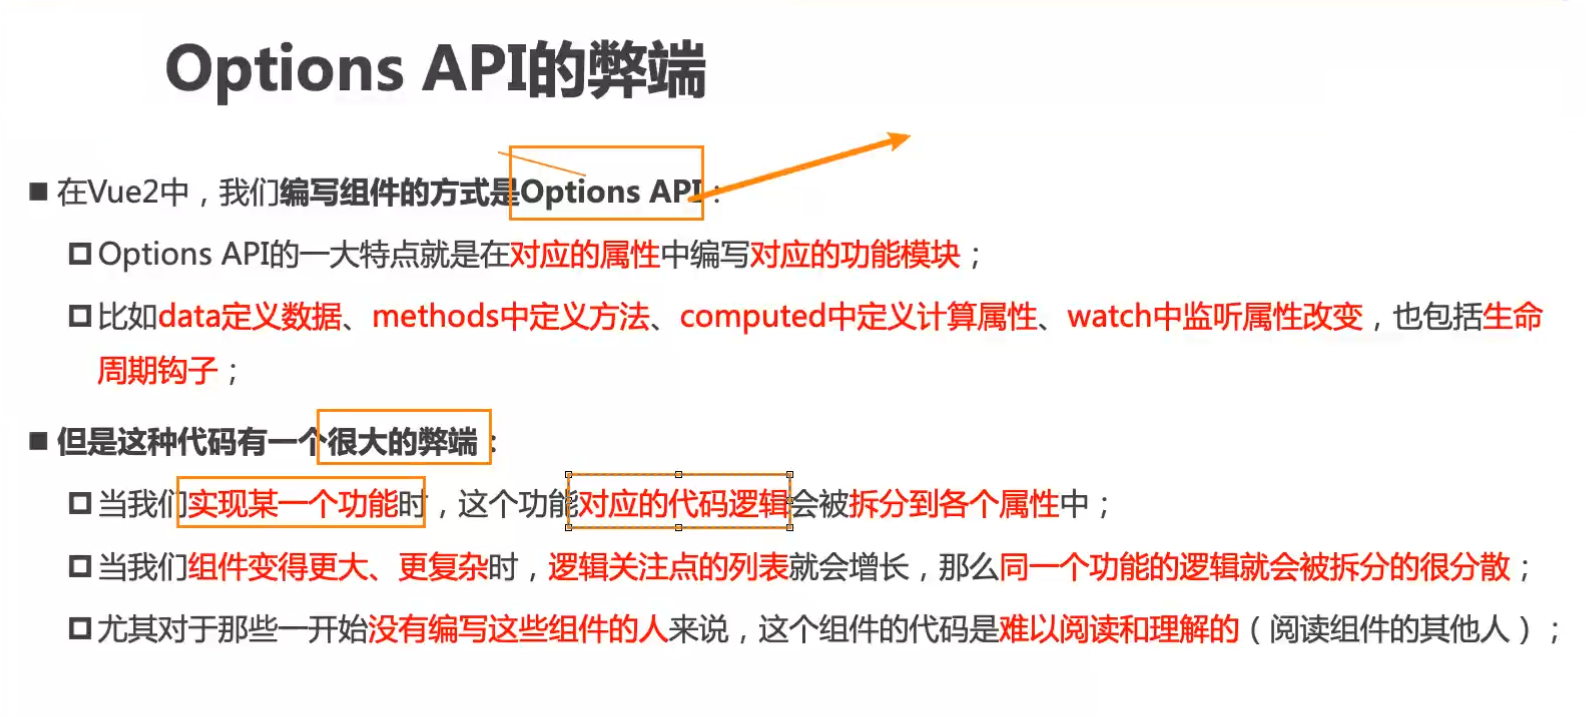 Options API的弊端
■ 在Vue2中，我们编写组件的方式是Options API：
Options API的一大特点就是在对应的属性中编写对应的功能模块；
比如data定义数据、methods中定义方法、computed中定义计算属性、watch中监听属性改变，也包括生命
周期钩子；
■ 但是这种代码有一个很大的弊端：
当我们实现某一个功能时，这个功能对应的代码逻辑会被拆分到各个属性中；
当我们组件变得更大、更复杂时，逻辑关注点的列表就会增长，那么同一个功能的逻辑就会被拆分的很分散；
尤其对于那些一开始没有编写这些组件的人来说，这个组件的代码是难以阅读和理解的（阅读组件的其他人）；